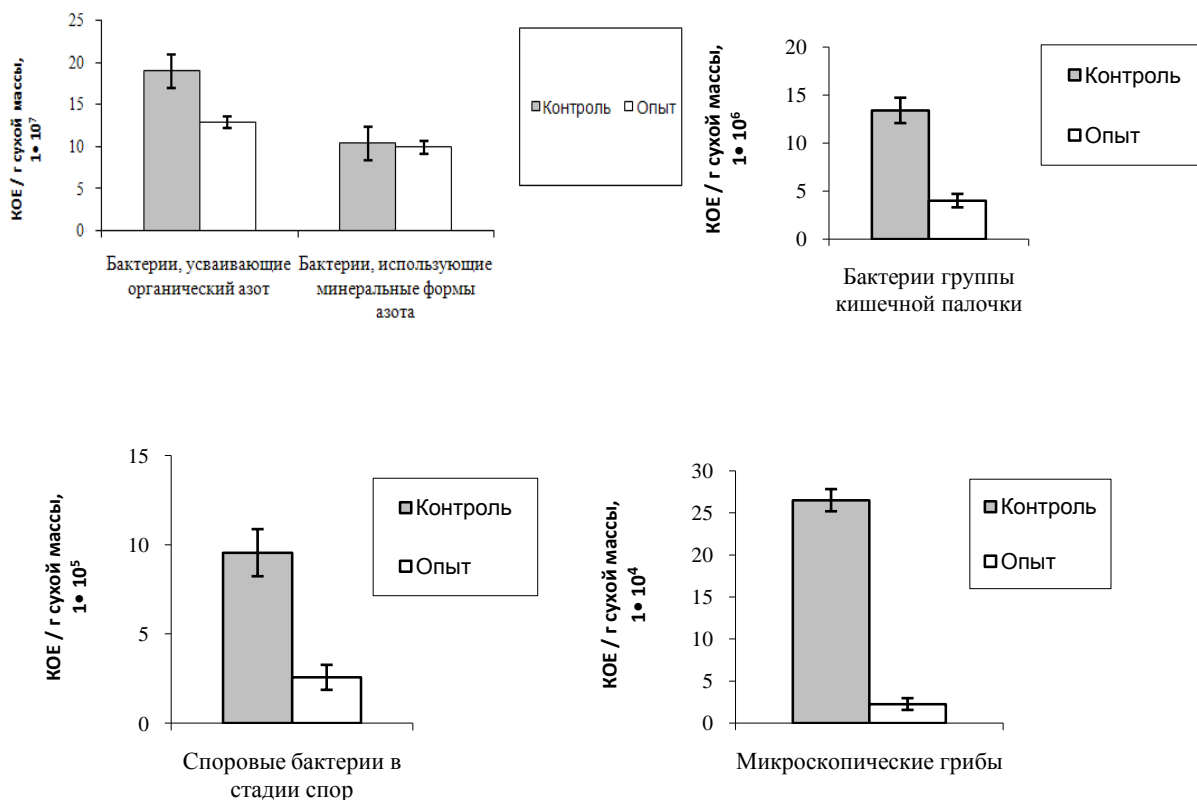 КОЕ / г сухой массы,
1• 10⁷
25
20
15
10
5
0
Бактерии, усваивающие
органический азот
Бактерии, использующие
минеральные формы
азота
Контроль
Опыт
КОЕ / г сухой массы,
1• 10⁶
20
15
10
5
0
Бактерии группы
кишечной палочки
Контроль
Опыт
КОЕ / г сухой массы,
1• 10⁵
15
10
5
0
Споровые бактерии в
стадии спор
Контроль
Опыт
КОЕ / г сухой массы,
1• 10⁴
30
25
20
15
10
5
0
Микроскопические грибы
Контроль
Опыт